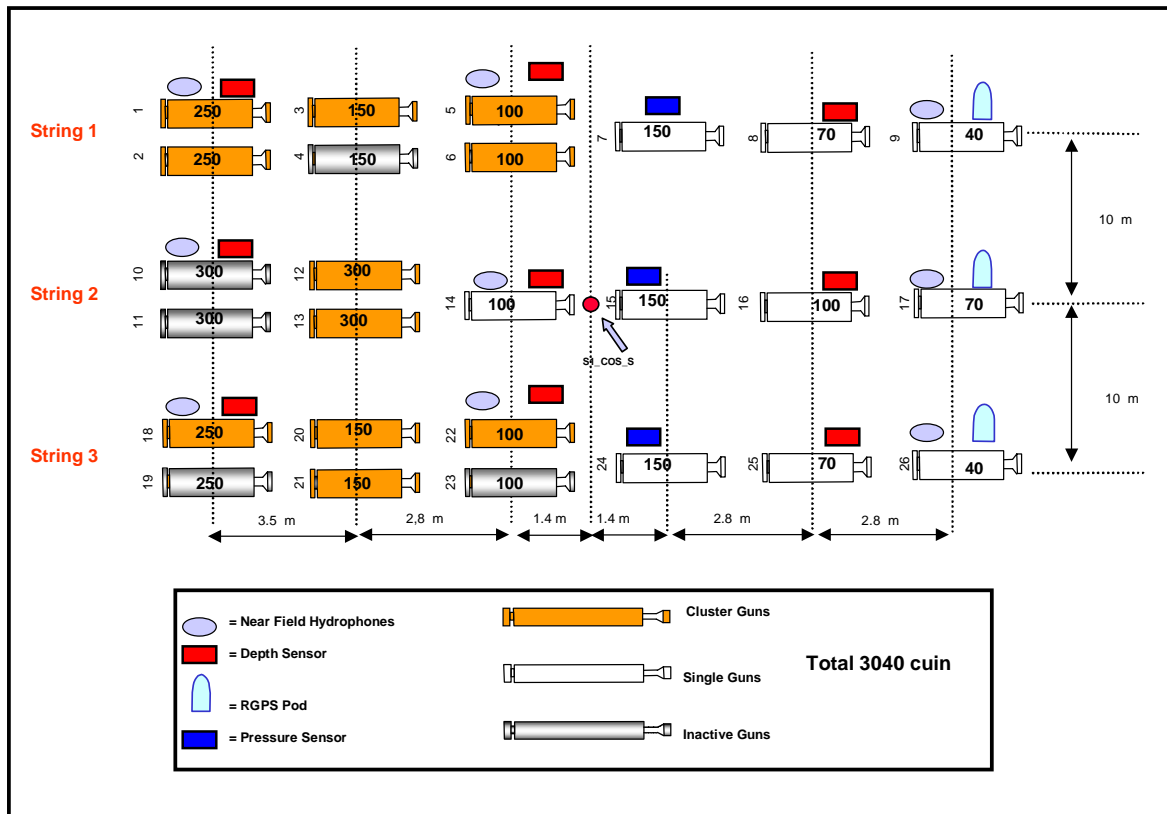 1 250 3 150 5 100 7 150 8 70 9 40
String 1
2 250 4 150 6 100
10 m
10 300 12 300
String 2
14 100 15 150 16 100 17 70
11 300 13 300
S1_COS_S
10 m
18 250 20 150 22 100
String 3
24 150 25 70 26 40
19 250 21 150 23 100
3.5 m 2,8 m 1.4 m 1.4 m 2.8 m 2.8 m
= Near Field Hydrophones
= Depth Sensor
= RGPS Pod
= Pressure Sensor
Cluster Guns
Single Guns
Inactive Guns
Total 3040 cuin